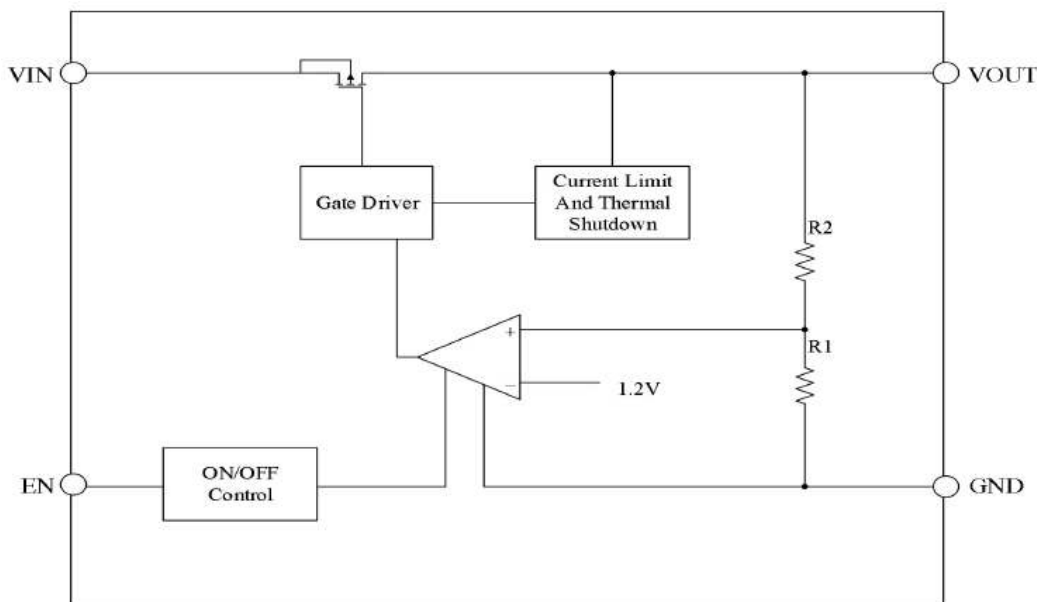 VIN
VOUT
Gate Driver
Current Limit
And Thermal
Shutdown
R2
+
R1
−
1.2V
EN
ON/OFF
Control
GND